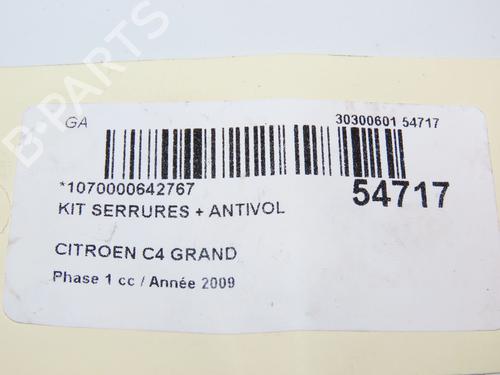 GA
30300601 54717
*1070000642767
54717
KIT SERRURES + ANTIVOL
CITROEN C4 GRAND
Phase 1 cc / Année 2009
B-PARTS